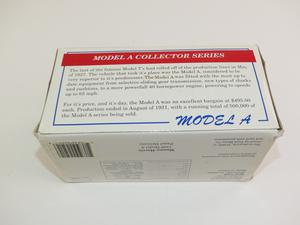 MODEL A COLLECTOR SERIES
The last of the famous Model T's had rolled off of the production lines in May,
of 1927. The vehicle that took it's place was the Model A, considered to be
very superior to it's predecessors. The Model A was fitted with the most up to
date equipment from selective sliding gear transmission, new types of chocks
and cushions, to a more powerfull 40 horsepower engine, powering to speeds
up to 65 mph.
For it's price, and it's day, the Model A was an excellent bargain at $495.00
each. Production ended in August of 1931, with a running total of 500,000 of
the Model A series being sold.
MODEL A